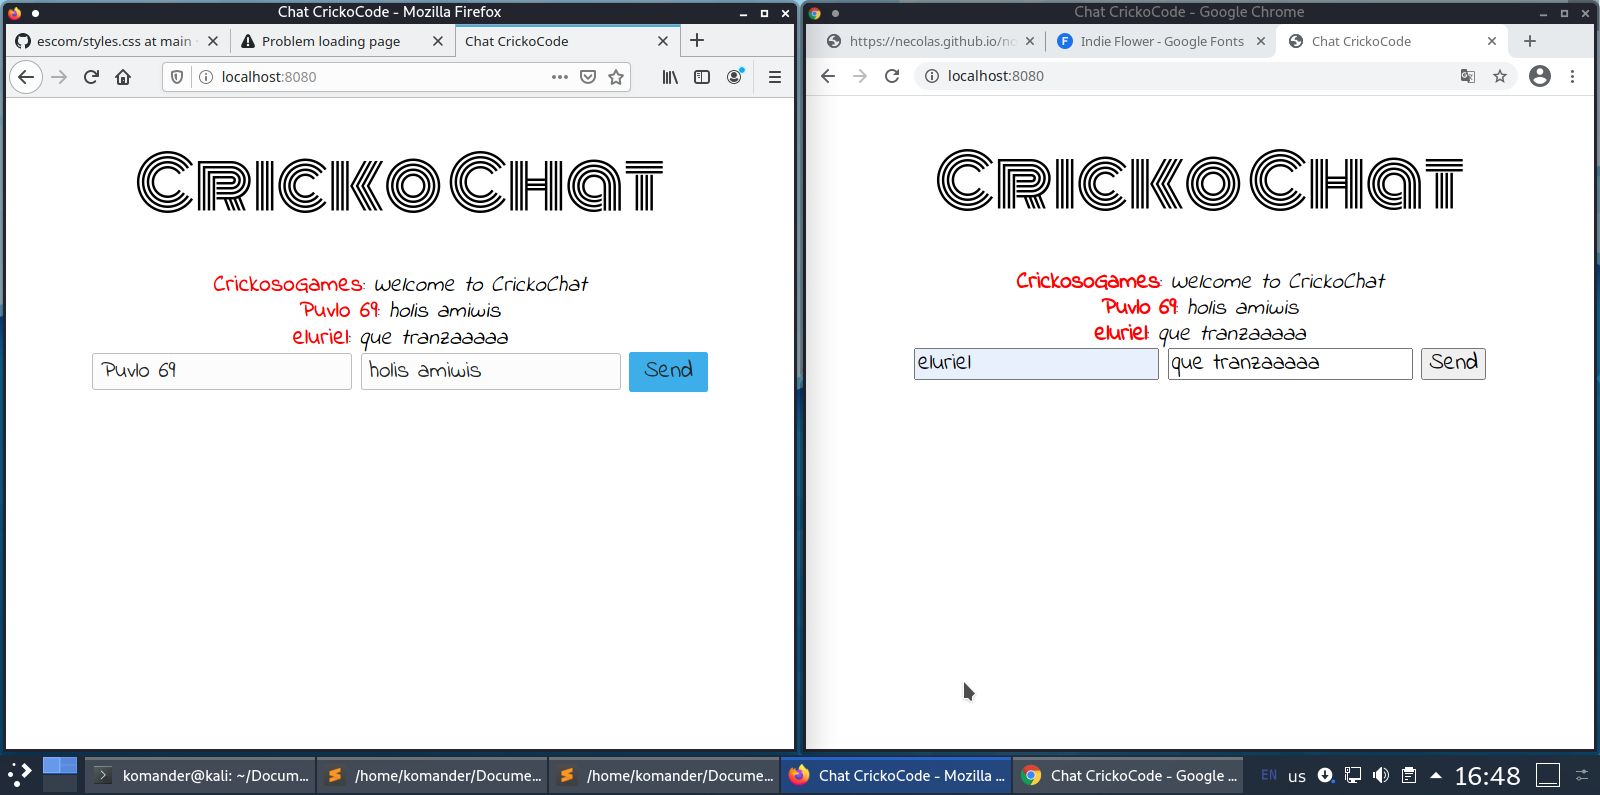 Chat CrickoCode - Mozilla Firefox
escom/styles.css at main
Problem loading page
Chat CrickoCode
localhost:8080
CrickoChat
CrickosoGames: Welcome to CrickoChat
Puvlo 69: holis amiwis
eluriel: que tranzaaaaa
Puvlo 69
holis amiwis
Send
Chat CrickoCode - Google Chrome
https://necolas.github.io/no
Indie Flower - Google Fonts
Chat CrickoCode
localhost:8080
CrickoChat
CrickosoGames: Welcome to CrickoChat
Puvlo 69: holis amiwis
eluriel: que tranzaaaaa
eluriel
que tranzaaaaa
Send
komander@kali: ~/Docum...
/home/komander/Docume...
/home/komander/Docume...
Chat CrickoCode - Mozilla ...
Chat CrickoCode - Google ...
EN
us
16:48